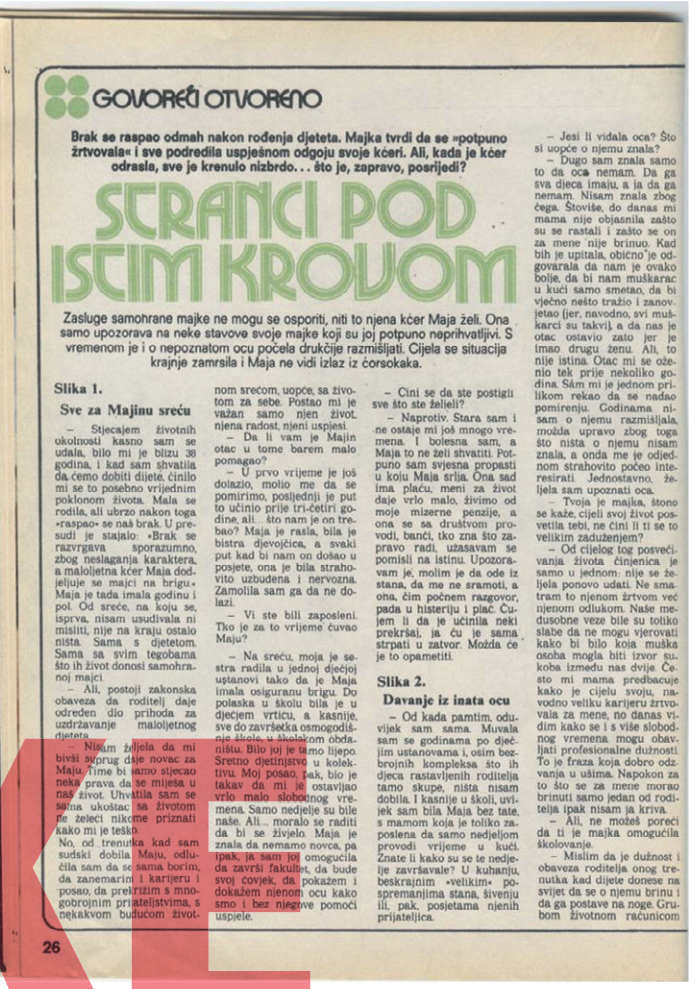 GOVOREĆI OTVORENO
Brak se raspao odmah nakon rođenja djeteta. Majka tvrdi da se »potpuno
žrtvovala« i sve podredila uspješnom odgoju svoje kćeri. Ali, kada je kćer
odrasla, sve je krenulo nizbrdo... što je, zapravo, posrijedi?
STRANCI POD
ISTIM KROVOM
Zasluge samohrane majke ne mogu se osporiti, niti to njena kćer Maja želi. Ona
samo upozorava na neke stavove svoje majke koji su joj potpuno neprihvatljivi. S
vremenom je i o nepoznatom ocu počela drukčije razmišljati. Cijela se situacija
krajnje zamrsila i Maja ne vidi izlaz iz ćorsokaka.
Slika 1.
Sve za Majinu sreću
— Stjecajem životnih
okolnosti kasno sam se
udala, bilo mi je blizu 38
godina, i kad sam shvatila
da ćemo dobiti dijete, činilo
mi se to posebno vrijednim
poklonom života. Mala se
rodila, ali ubrzo nakon toga
»raspao« se naš brak. U pre-
sudi je stajalo: »Brak se
razvrgava sporazumno,
zbog neslaganja karaktera,
a maloljetna kćer Maja dod-
jeljuje se majci na brigu«.
Maja je tada imala godinu i
pol. Od sreće, na koju se,
isprva, nisam usudivala ni
misliti, nije na kraju ostalo
ništa. Sama s djetetom.
Sama sa svim tegobama
što ih život donosi samohra-
noj majci.
— Ali, postoji zakonska
obaveza da roditelj daje
određen dio prihoda za
uzdržavanje maloljetnog
djeteta.
— Nisam željela da mi
bivši suprug daje novac za
Maju. Time bi samo stjecao
neka prava da se miješa u
naš život. Uhvatila sam se
sama ukoštac sa životom
ne želeći nikome priznati
kako mi je teško.
No, od trenutka kad sam
sudski dobila Maju, odlu-
čila sam da se sama borim,
da zanemarim i karijeru i
posao, da prekrižim s mno-
gobrojnim prijateljstvima, s
nekakvom budućom život-
nom srećom, uopće, sa živo-
tom za sebe. Postao mi je
važan samo njen život,
njena radost, njeni uspjesi.
— Da li vam je Majin
otac u tome barem malo
pomagao?
— U prvo vrijeme je još
dolazio, molio me da se
pomirimo, posljednji je put
to učinio prije tri-četiri go-
dine, ali... što nam je on tre-
bao? Maja je rasla, bila je
bistra djevojčica, a svaki
put kad bi nam on došao u
posjete, ona je bila straho-
vito uzbuđena i nervozna.
Zamolila sam ga da ne do-
lazi.
— Vi ste bili zaposleni.
Tko je za to vrijeme čuvao
Maju?
— Na sreću, moja je se-
stra radila u jednoj dječjoj
ustanovi tako da je Maja
imala osiguranu brigu. Do
polaska u školu bila je u
dječjem vrtiću, a kasnije,
sve do završetka osmogodiš-
nje škole, u školskom obda-
ništu. Bilo joj je tamo lijepo.
Sretno djetinjstvo u kolek-
tivu. Moj posao, pak, bio je
takav da mi je ostavljao
vrlo malo slobodnog vre-
mena. Samo nedjelje su bile
naše. Ali... moralo se raditi
da bi se živjelo. Maja je
znala da nemamo novca, pa
ipak, ja sam joj omogućila
da završi fakultet, da bude
svoj čovjek, da pokažem i
dokažem njenom ocu kako
smo i bez njegove pomoći
uspjele.
— Čini se da ste postigli
sve što ste željeli?
— Naprotiv. Stara sam i
ne ostaje mi još mnogo vre-
mena. I bolesna sam, a
Maja to ne želi shvatiti. Pot-
puno sam svjesna propasti
u koju Maja srlja. Ona sad
ima plaću, meni za život
daje vrlo malo, živimo od
moje mizerne penzije, a
ona se sa društvom pro-
vodi, banči, tko zna što za-
pravo radi, užasavam se
pomisli na istinu. Upozora-
vam je, molim je da ode iz
stana, da me ne sramoti, a
ona, čim počnem razgovor,
pada u histeriju i plač. Ču-
jem li da je učinila neki
prekršaj, ja ću je sama
strpati u zatvor. Možda će
je to opametiti.
Slika 2.
Davanje iz inata ocu
— Od kada pamtim, odu-
vijek sam sama. Muvala
sam se godinama po dječ-
jim ustanovama i, osim bez-
brojnih kompleksa što ih
djeca rastavljenih roditelja
tamo skupe, ništa nisam
dobila. I kasnije u školi, uvi-
jek sam bila Maja bez tate,
s mamom koja je toliko za-
poslena da samo nedjeljom
provodi vrijeme u kući.
Znate li kako su se te nedje-
lje završavale? U kuhanju,
beskrajnim »velikim« po-
spremanjima stana, šivenju
ili, pak, posjetama njenih
prijateljica.
— Jesi li viđala oca? Što
si uopće o njemu znala?
— Dugo sam znala samo
to da oca nemam. Da ga
sva djeca imaju, a ja da ga
nemam. Nisam znala zbog
čega. Štoviše, do danas mi
mama nije objasnila zašto
su se rastali i zašto se on
za mene nije brinuo. Kad
bih je upitala, obično je od-
govarala da nam je ovako
bolje, da bi nam muškarac
u kući samo smetao, da bi
vječno nešto tražio i zanov-
jetao (jer, navodno, svi muš-
karci su takvi), a da nas je
otac ostavio zato jer je
imao drugu ženu. Ali, to
nije istina. Otac mi se ože-
nio tek prije nekoliko go-
dina. Sâm mi je jednom pri-
likom rekao da se nadao
pomirenju. Godinama ni-
sam o njemu razmišljala,
možda upravo zbog toga
što ništa o njemu nisam
znala, a onda me je odjed-
nom strahovito počeo inte-
resirati. Jednostavno, že-
ljela sam upoznati oca.
— Tvoja je majka, štono
se kaže, cijeli svoj život pos-
vetila tebi, ne čini li ti se to
velikim zaduženjem?
— Od cijelog tog posveći-
vanja života činjenica je
samo u jednom: nije se že-
ljela ponovo udati. Ne sma-
tram to njenom žrtvom već
njenom odlukom. Naše me-
dusobne veze bile su toliko
slabe da ne mogu vjerovati
kako bi bilo koja muška
osoba mogla biti izvor su-
koba između nas dvije. Če-
sto mi mama predbacuje
kako je cijelu svoju, na-
vodno veliku karijeru žrtvo-
vala za mene, no danas vi-
dim kako se i s više slobod-
nog vremena mogu obav-
ljati profesionalne dužnosti.
To je fraza koja dobro odz-
vanja u ušima. Napokon za
to što se za mene morao
brinuti samo jedan od rodi-
telja ipak nisam ja kriva.
— Ali, ne možeš poreći
da ti je majka omogućila
školovanje.
— Mislim da je dužnost i
obaveza roditelja onog tre-
nutka kad dijete donese na
svijet da se o njemu brinu i
da ga postave na noge. Gru-
bom životnom računicom
26
KE